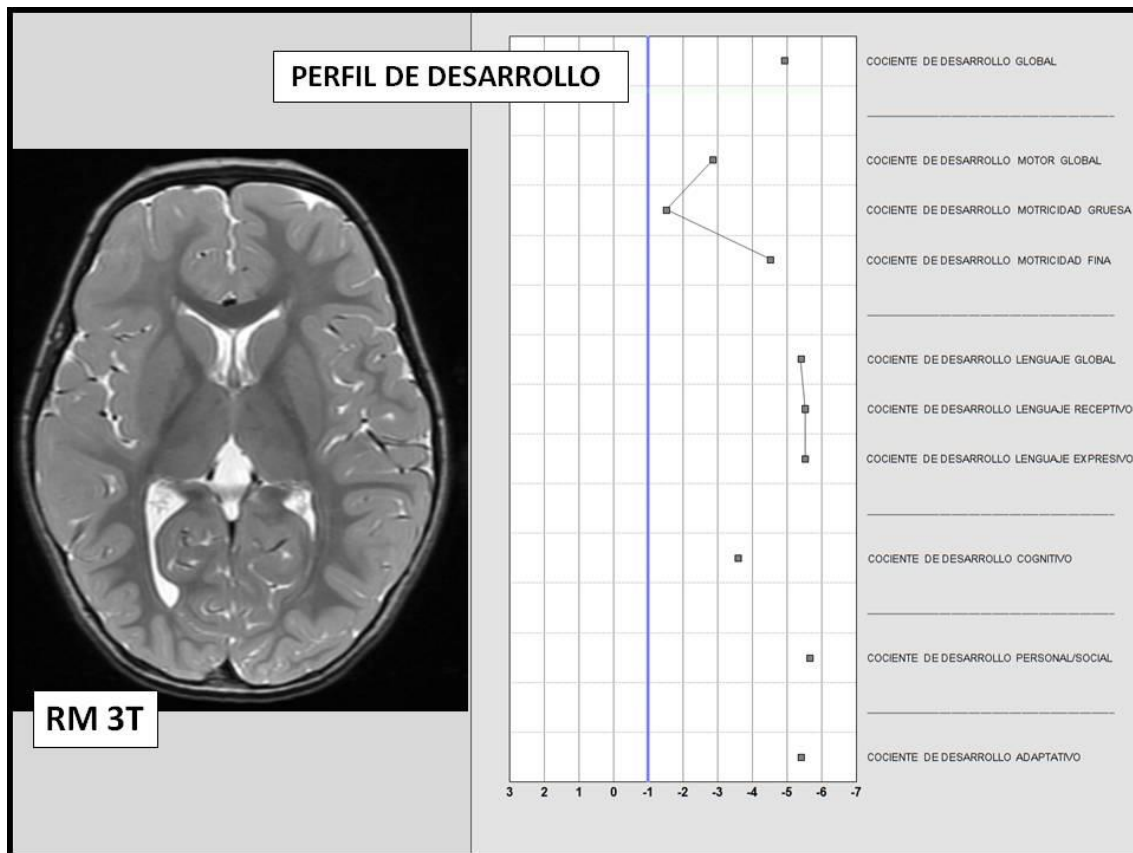 PERFIL DE DESARROLLO
RM 3T
COCIENTE DE DESARROLLO GLOBAL
COCIENTE DE DESARROLLO MOTOR GLOBAL
COCIENTE DE DESARROLLO MOTRICIDAD GRUESA
COCIENTE DE DESARROLLO MOTRICIDAD FINA
COCIENTE DE DESARROLLO LENGUAJE GLOBAL
COCIENTE DE DESARROLLO LENGUAJE RECEPTIVO
COCIENTE DE DESARROLLO LENGUAJE EXPRESIVO
COCIENTE DE DESARROLLO COGNITIVO
COCIENTE DE DESARROLLO PERSONAL/SOCIAL
COCIENTE DE DESARROLLO ADAPTATIVO
3 2 1 0 -1 -2 -3 -4 -5 -6 -7